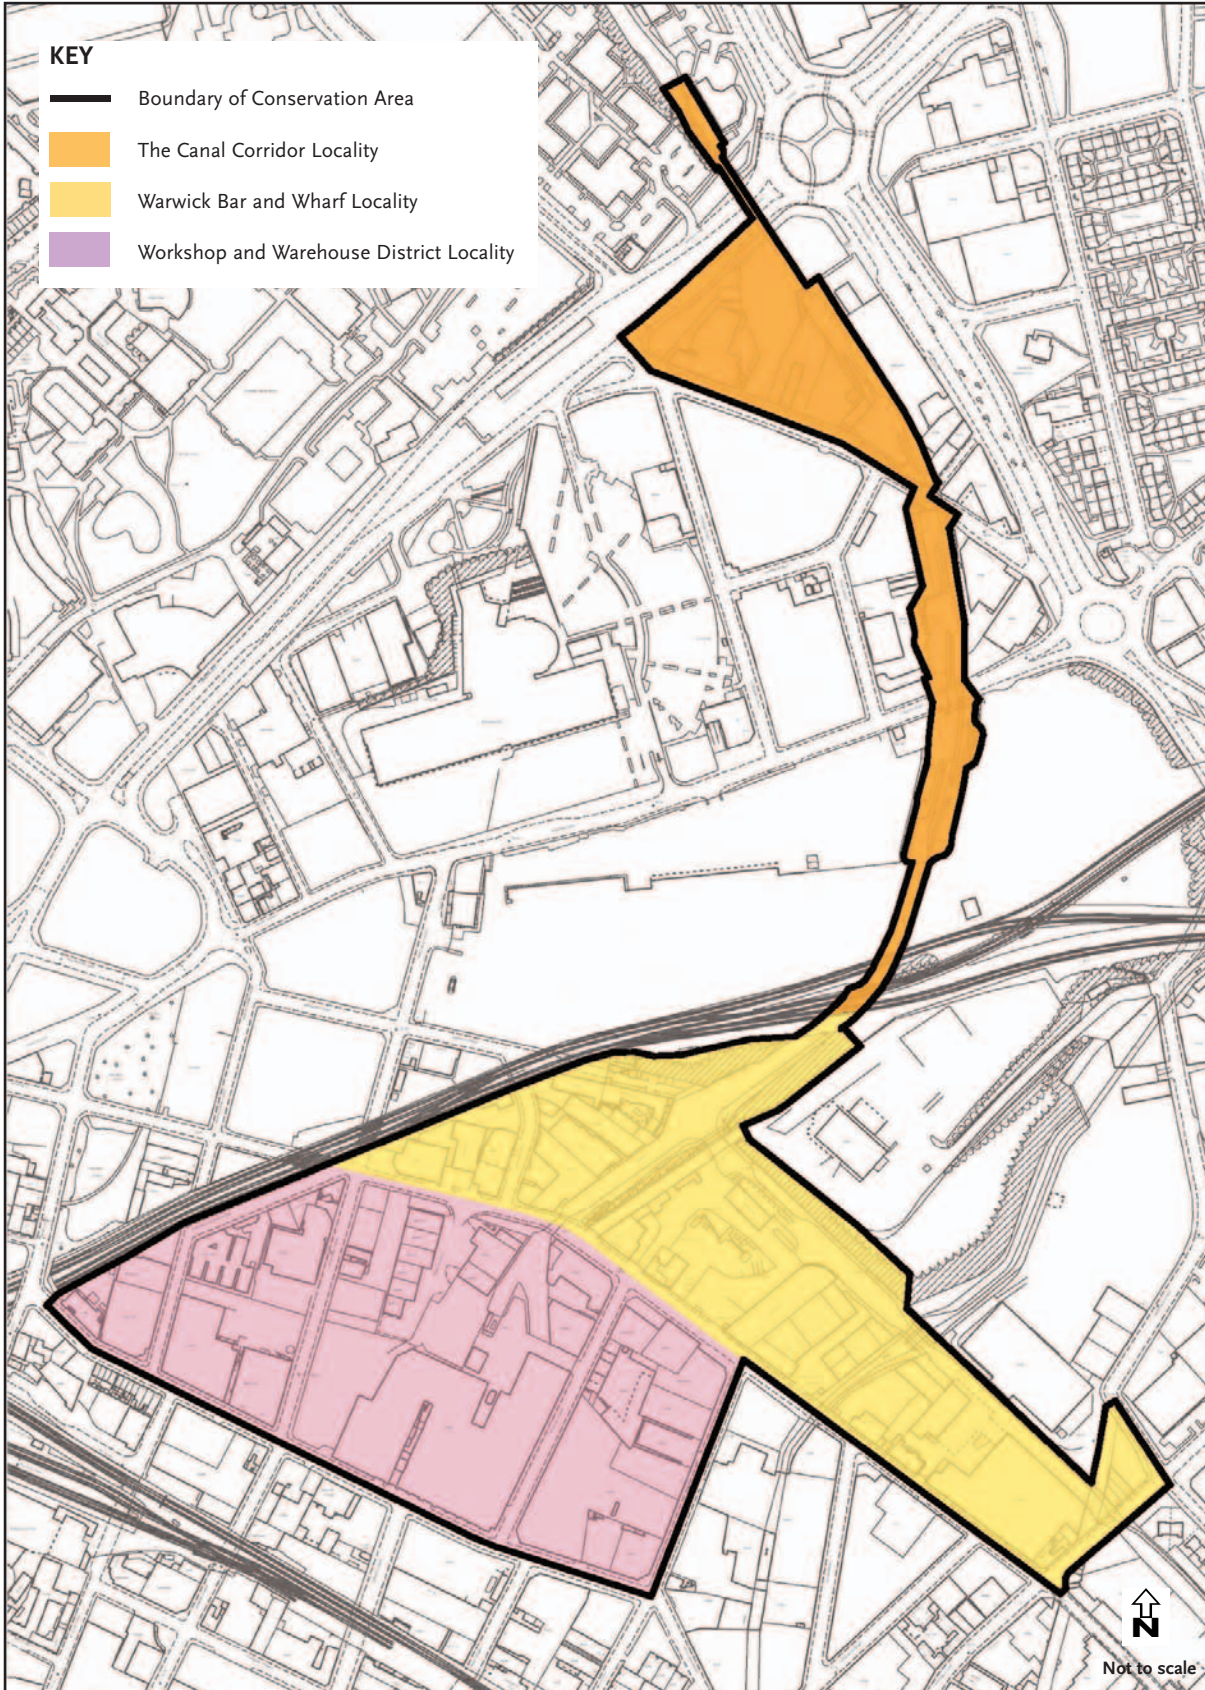 KEY
Boundary of Conservation Area
The Canal Corridor Locality
Warwick Bar and Wharf Locality
Workshop and Warehouse District Locality
N
Not to scale